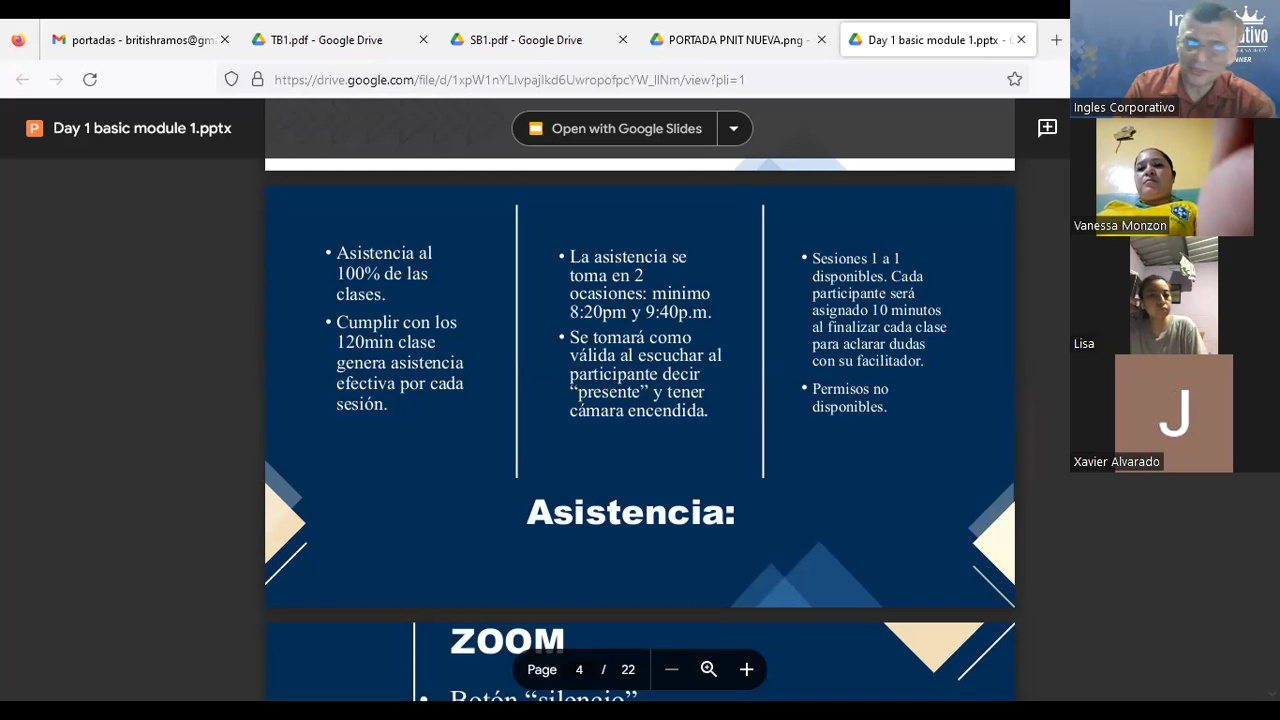 portadas - britishramos@gm
TB1.pdf - Google Drive
SB1.pdf - Google Drive
PORTADA PNIT NUEVA.png -
Day 1 basic module 1.pptx -
https://drive.google.com/file/d/1xpW1nYLIvpajIkd6UwropofpcYW_lINm/view?pli=1
Day 1 basic module 1.pptx
Open with Google Slides
• Asistencia al
100% de las
clases.
• Cumplir con los
120min clase
genera asistencia
efectiva por cada
sesión.
• La asistencia se
toma en 2
ocasiones: minimo
8:20pm y 9:40p.m.
• Se tomará como
válida al escuchar al
participante decir
“presente” y tener
cámara encendida.
• Sesiones 1 a 1
disponibles. Cada
participante será
asignado 10 minutos
al finalizar cada clase
para aclarar dudas
con su facilitador.
• Permisos no
disponibles.
Asistencia:
ZOOM
• Botón “silencio”
Page 4 / 22
Ingles Corporativo
Vanessa Monzon
Lisa
J
Xavier Alvarado